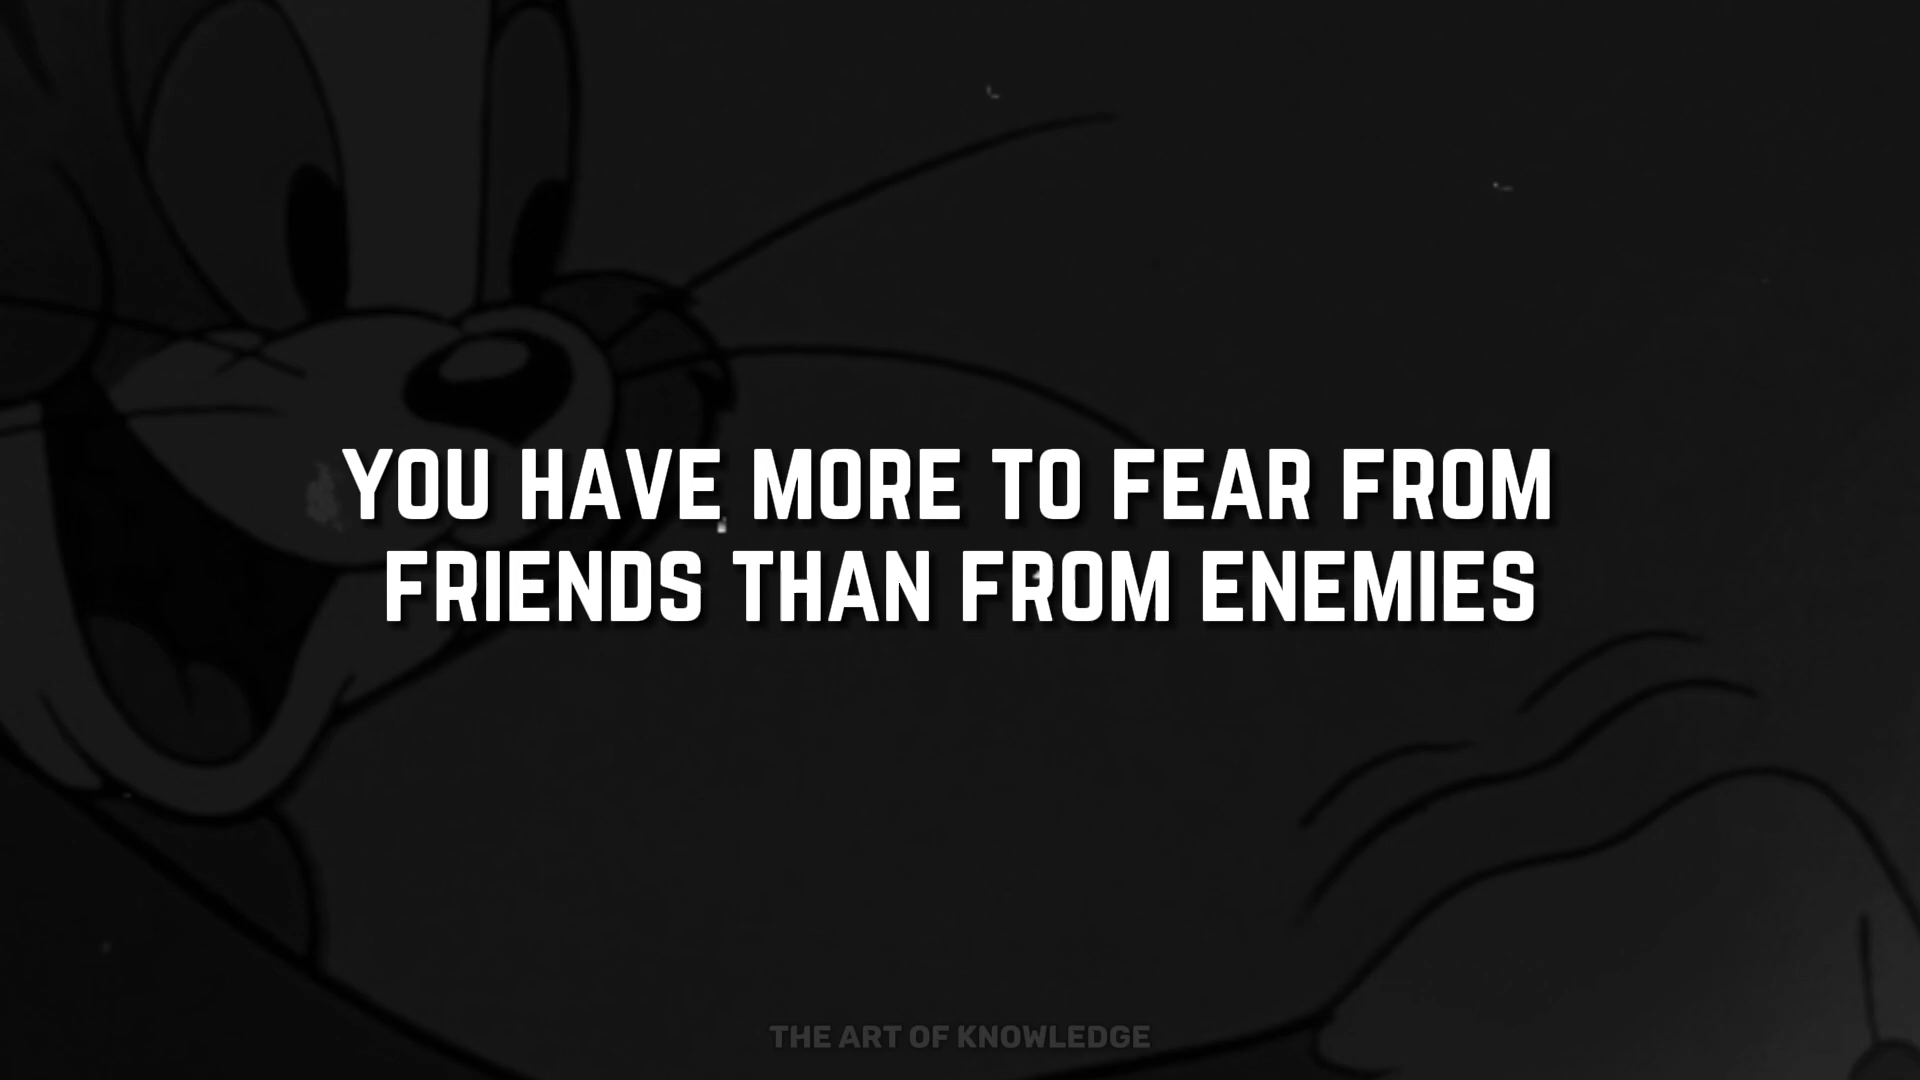 YOU HAVE MORE TO FEAR FROM
FRIENDS THAN FROM ENEMIES
THE ART OF KNOWLEDGE